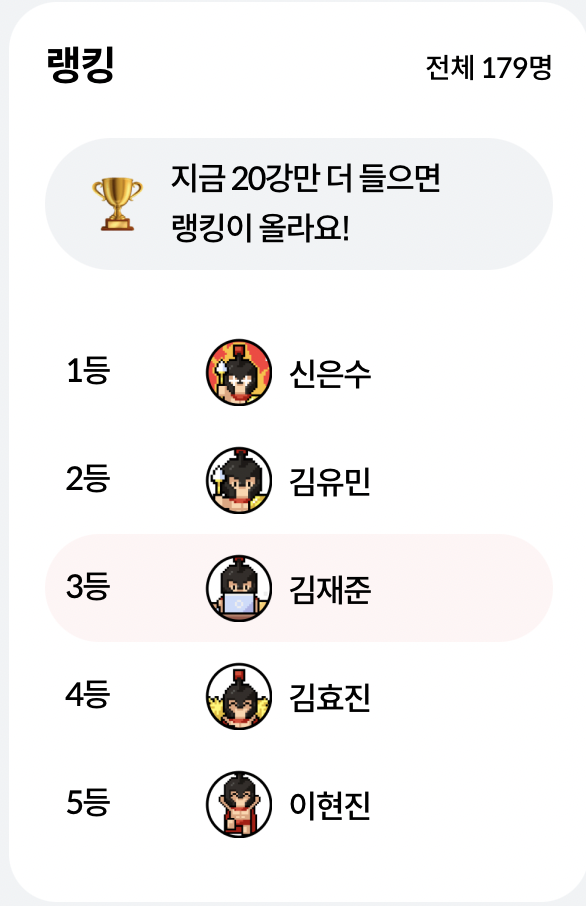 랭킹
전체 179명
지금 20강만 더 들으면
랭킹이 올라요!
1등 신은수
2등 김유민
3등 김재준
4등 김효진
5등 이현진